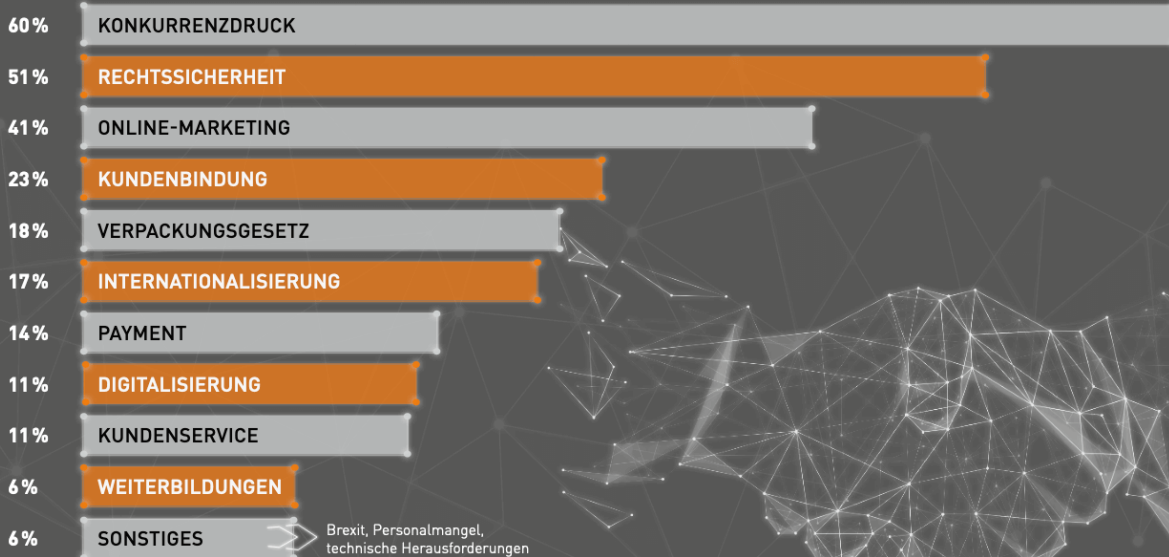 60% KONKURRENZDRUCK
51% RECHTSSICHERHEIT
41% ONLINE-MARKETING
23% KUNDENBINDUNG
18% VERPACKUNGSGESETZ
17% INTERNATIONALISIERUNG
14% PAYMENT
11% DIGITALISIERUNG
11% KUNDENSERVICE
6% WEITERBILDUNGEN
6% SONSTIGES
Brexit, Personalmangel,
technische Herausforderungen